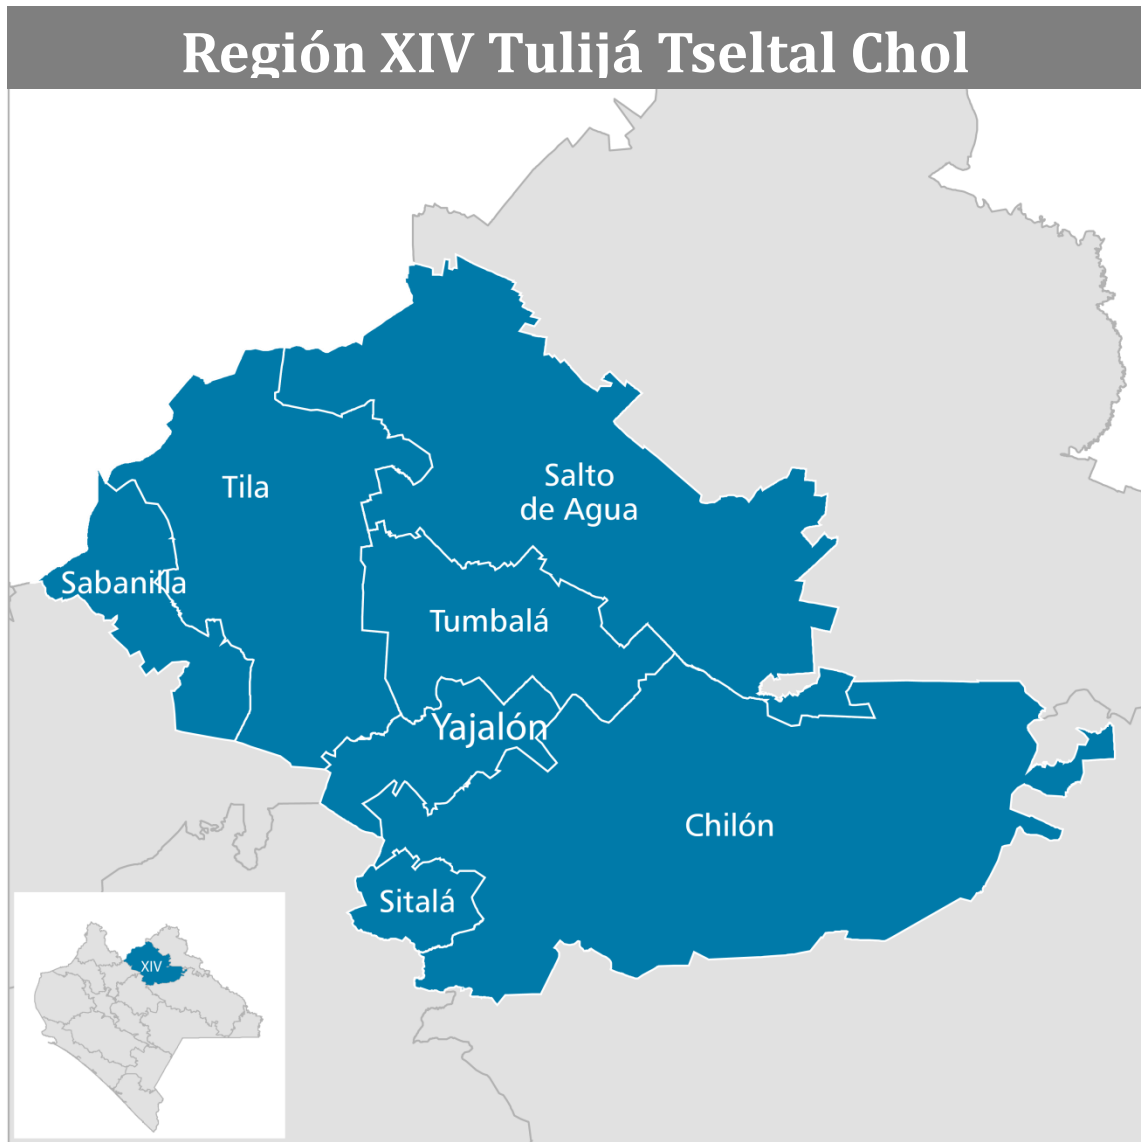 Región XIV Tulijá Tseltal Chol
Salto
de Agua
Tila
Sabanilla
Tumbalá
Yajalón
Chilón
Sitalá
XIV